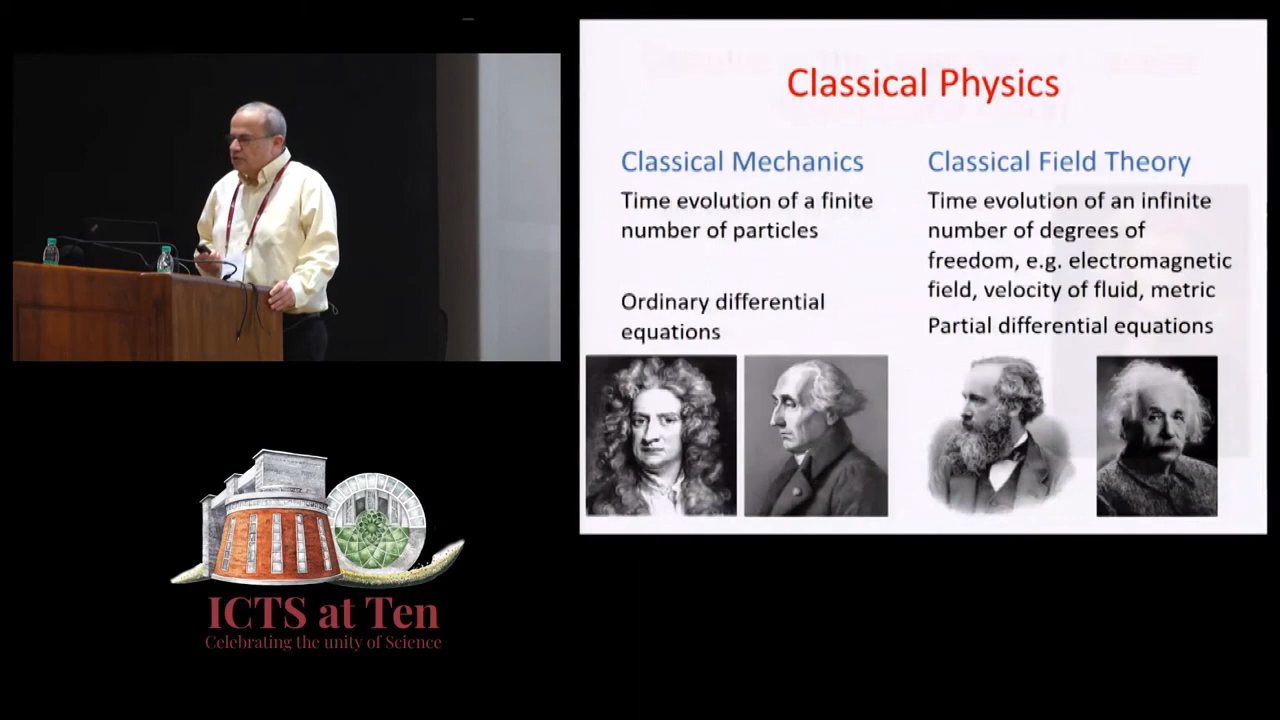 Classical Physics
Classical Mechanics
Time evolution of a finite
number of particles
Ordinary differential
equations
Classical Field Theory
Time evolution of an infinite
number of degrees of
freedom, e.g. electromagnetic
field, velocity of fluid, metric
Partial differential equations
ICTS at Ten
Celebrating the unity of Science